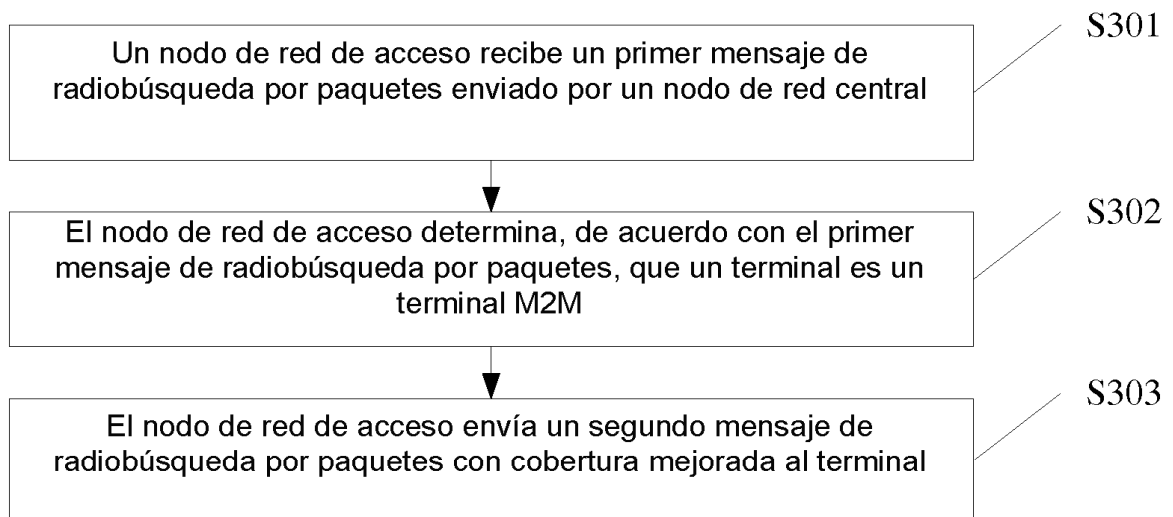 Un nodo de red de acceso recibe un primer mensaje de
radiobúsqueda por paquetes enviado por un nodo de red central
S301
El nodo de red de acceso determina, de acuerdo con el primer
mensaje de radiobúsqueda por paquetes, que un terminal es un
terminal M2M
S302
El nodo de red de acceso envía un segundo mensaje de
radiobúsqueda por paquetes con cobertura mejorada al terminal
S303